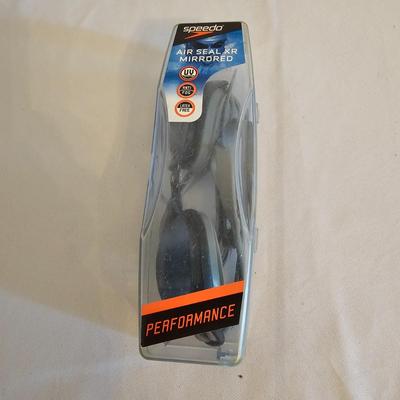 speedo
AIR SEAL XR
MIRRORED
UV
ANTI
FOG
LATEX
FREE
PERFORMANCE